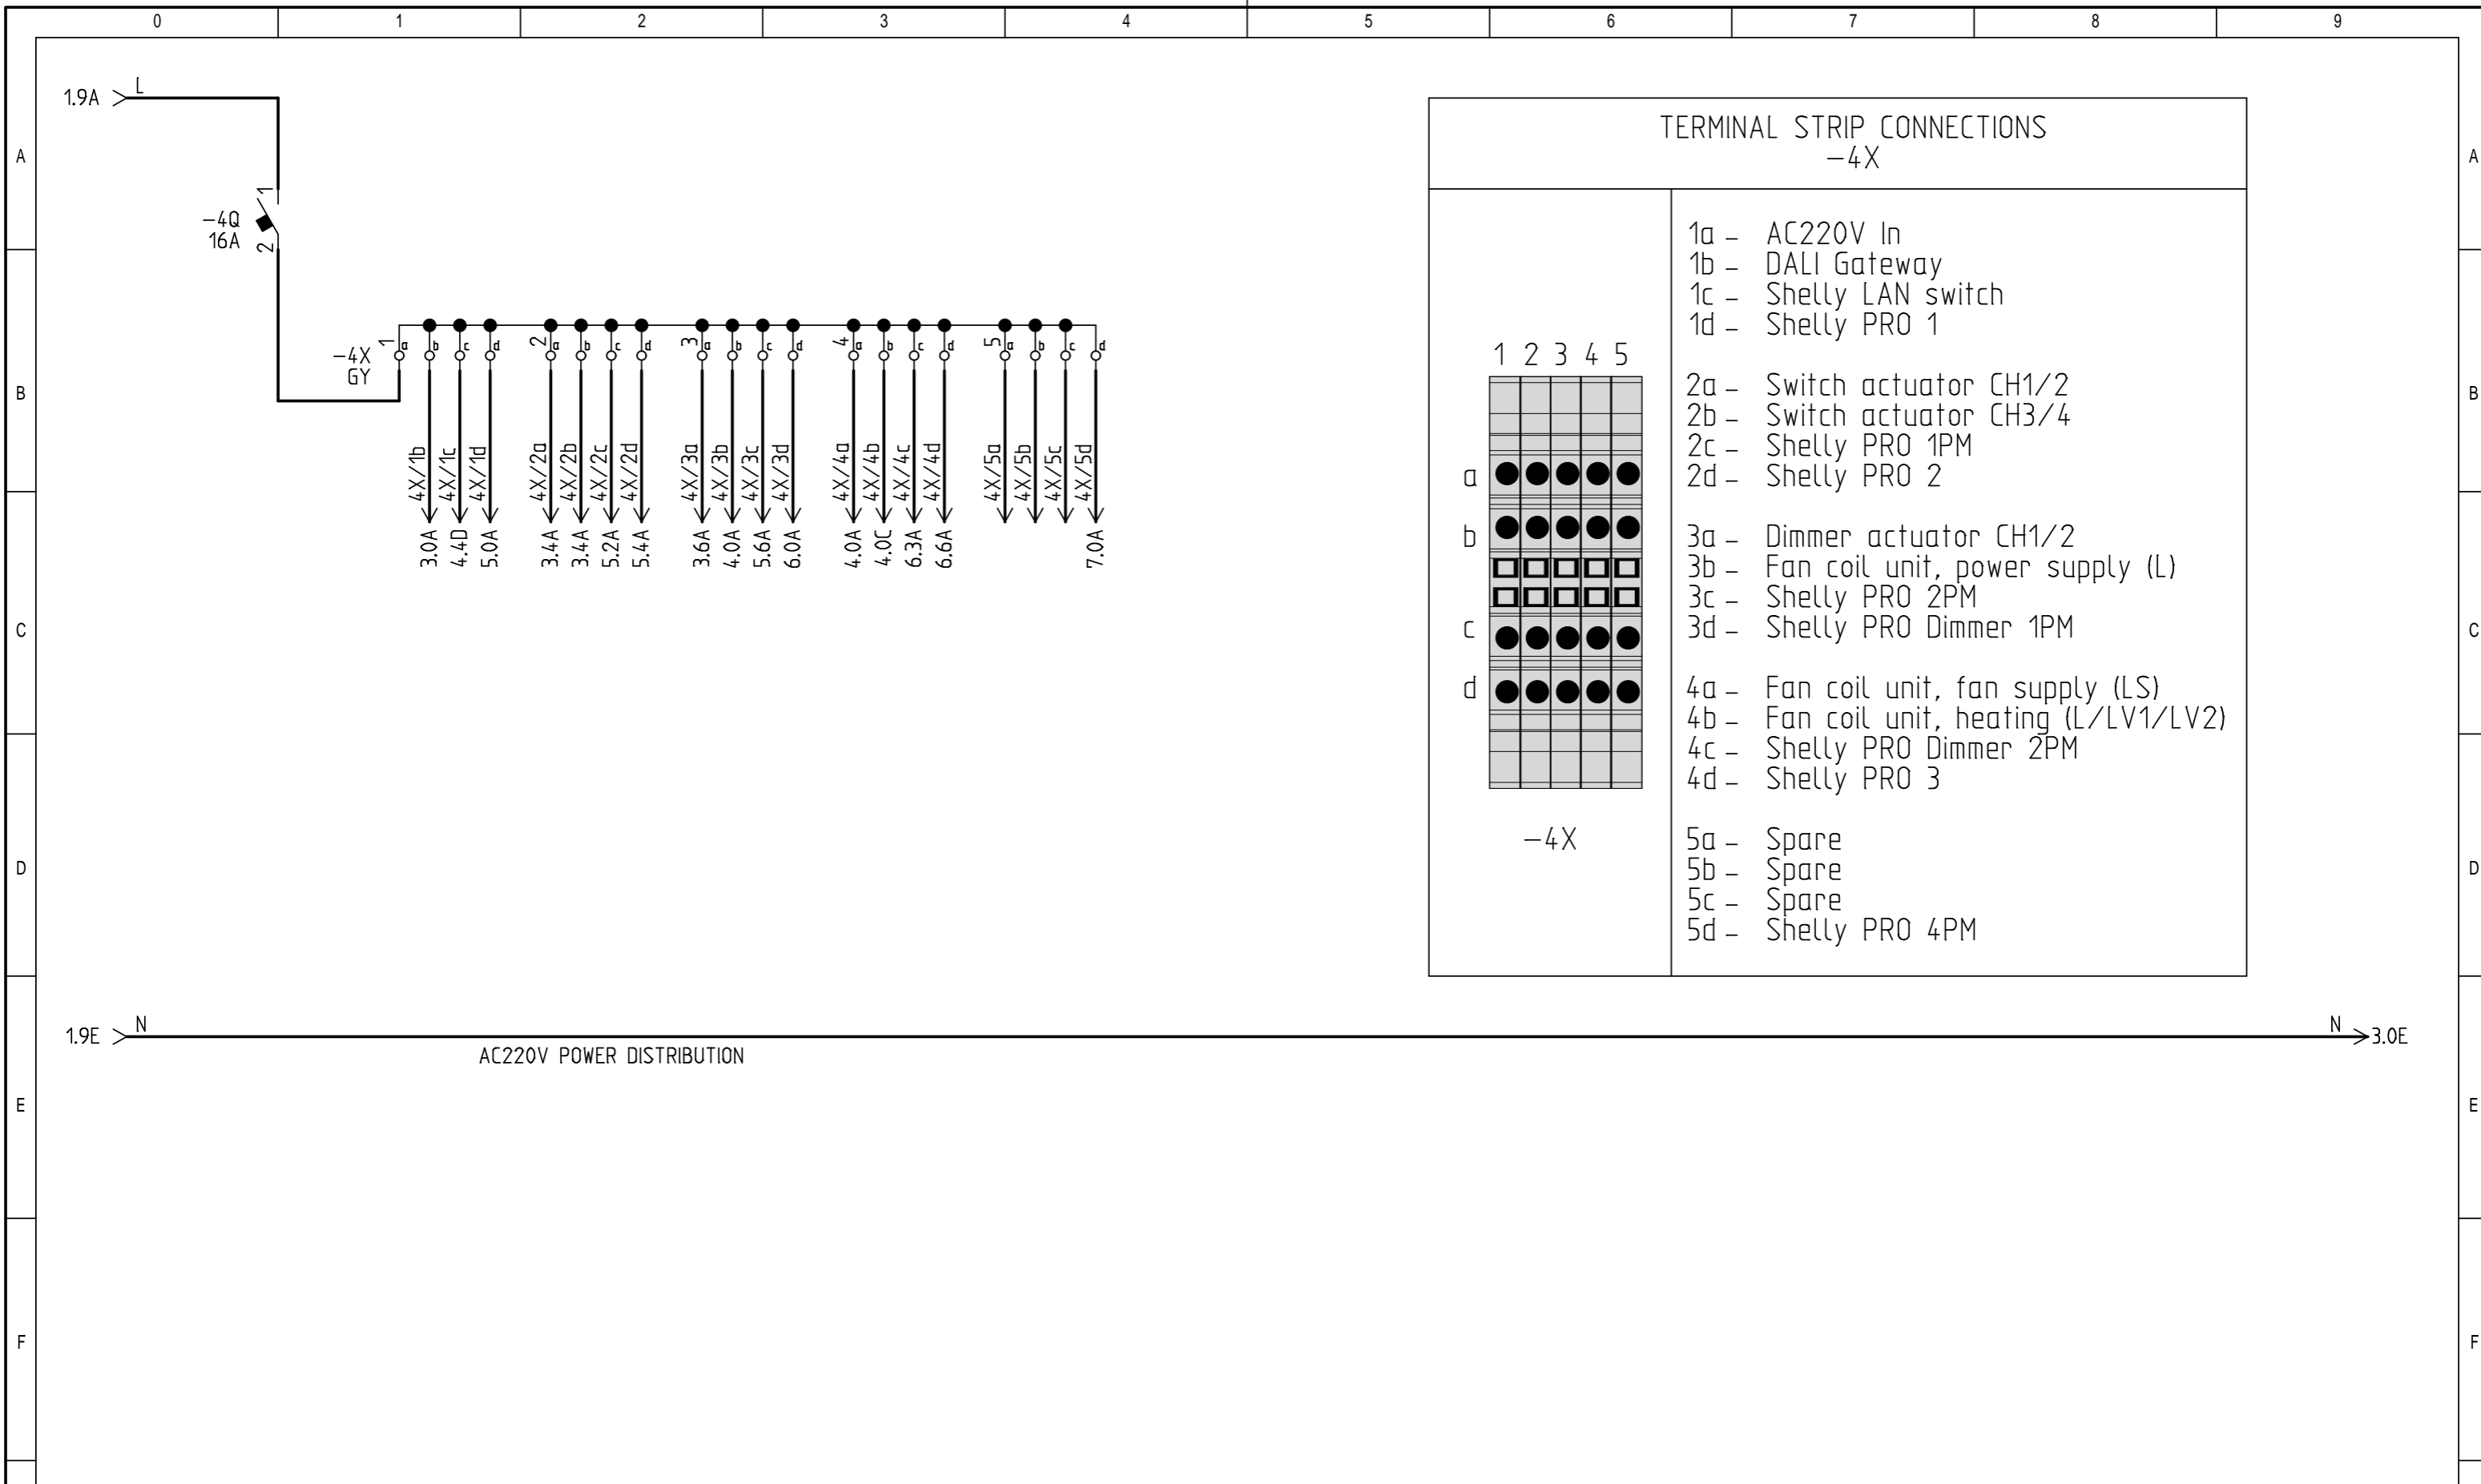 0 1 2 3 4 5 6 7 8 9
A A
B B
C C
D D
E E
F F
1.9A L
-4Q
16A
1
2
-4X
GY
1 a b c d
2 a b c d
3 a b c d
4 a b c d
5 a b c d
4X/1b
4X/1c
4X/1d
4X/2a
4X/2b
4X/2c
4X/2d
4X/3a
4X/3b
4X/3c
4X/3d
4X/4a
4X/4b
4X/4c
4X/4d
4X/5a
4X/5b
4X/5c
4X/5d
3.0A
4.4D
5.0A
3.4A
3.4A
5.2A
5.4A
3.6A
4.0A
5.6A
6.0A
4.0A
4.0C
6.3A
6.6A
7.0A
TERMINAL STRIP CONNECTIONS
-4X
1 2 3 4 5
a
b
c
d
-4X
1a - AC220V In
1b - DALI Gateway
1c - Shelly LAN switch
1d - Shelly PRO 1
2a - Switch actuator CH1/2
2b - Switch actuator CH3/4
2c - Shelly PRO 1PM
2d - Shelly PRO 2
3a - Dimmer actuator CH1/2
3b - Fan coil unit, power supply (L)
3c - Shelly PRO 2PM
3d - Shelly PRO Dimmer 1PM
4a - Fan coil unit, fan supply (LS)
4b - Fan coil unit, heating (L/LV1/LV2)
4c - Shelly PRO Dimmer 2PM
4d - Shelly PRO 3
5a - Spare
5b - Spare
5c - Spare
5d - Shelly PRO 4PM
1.9E N
N 3.0E
AC220V POWER DISTRIBUTION